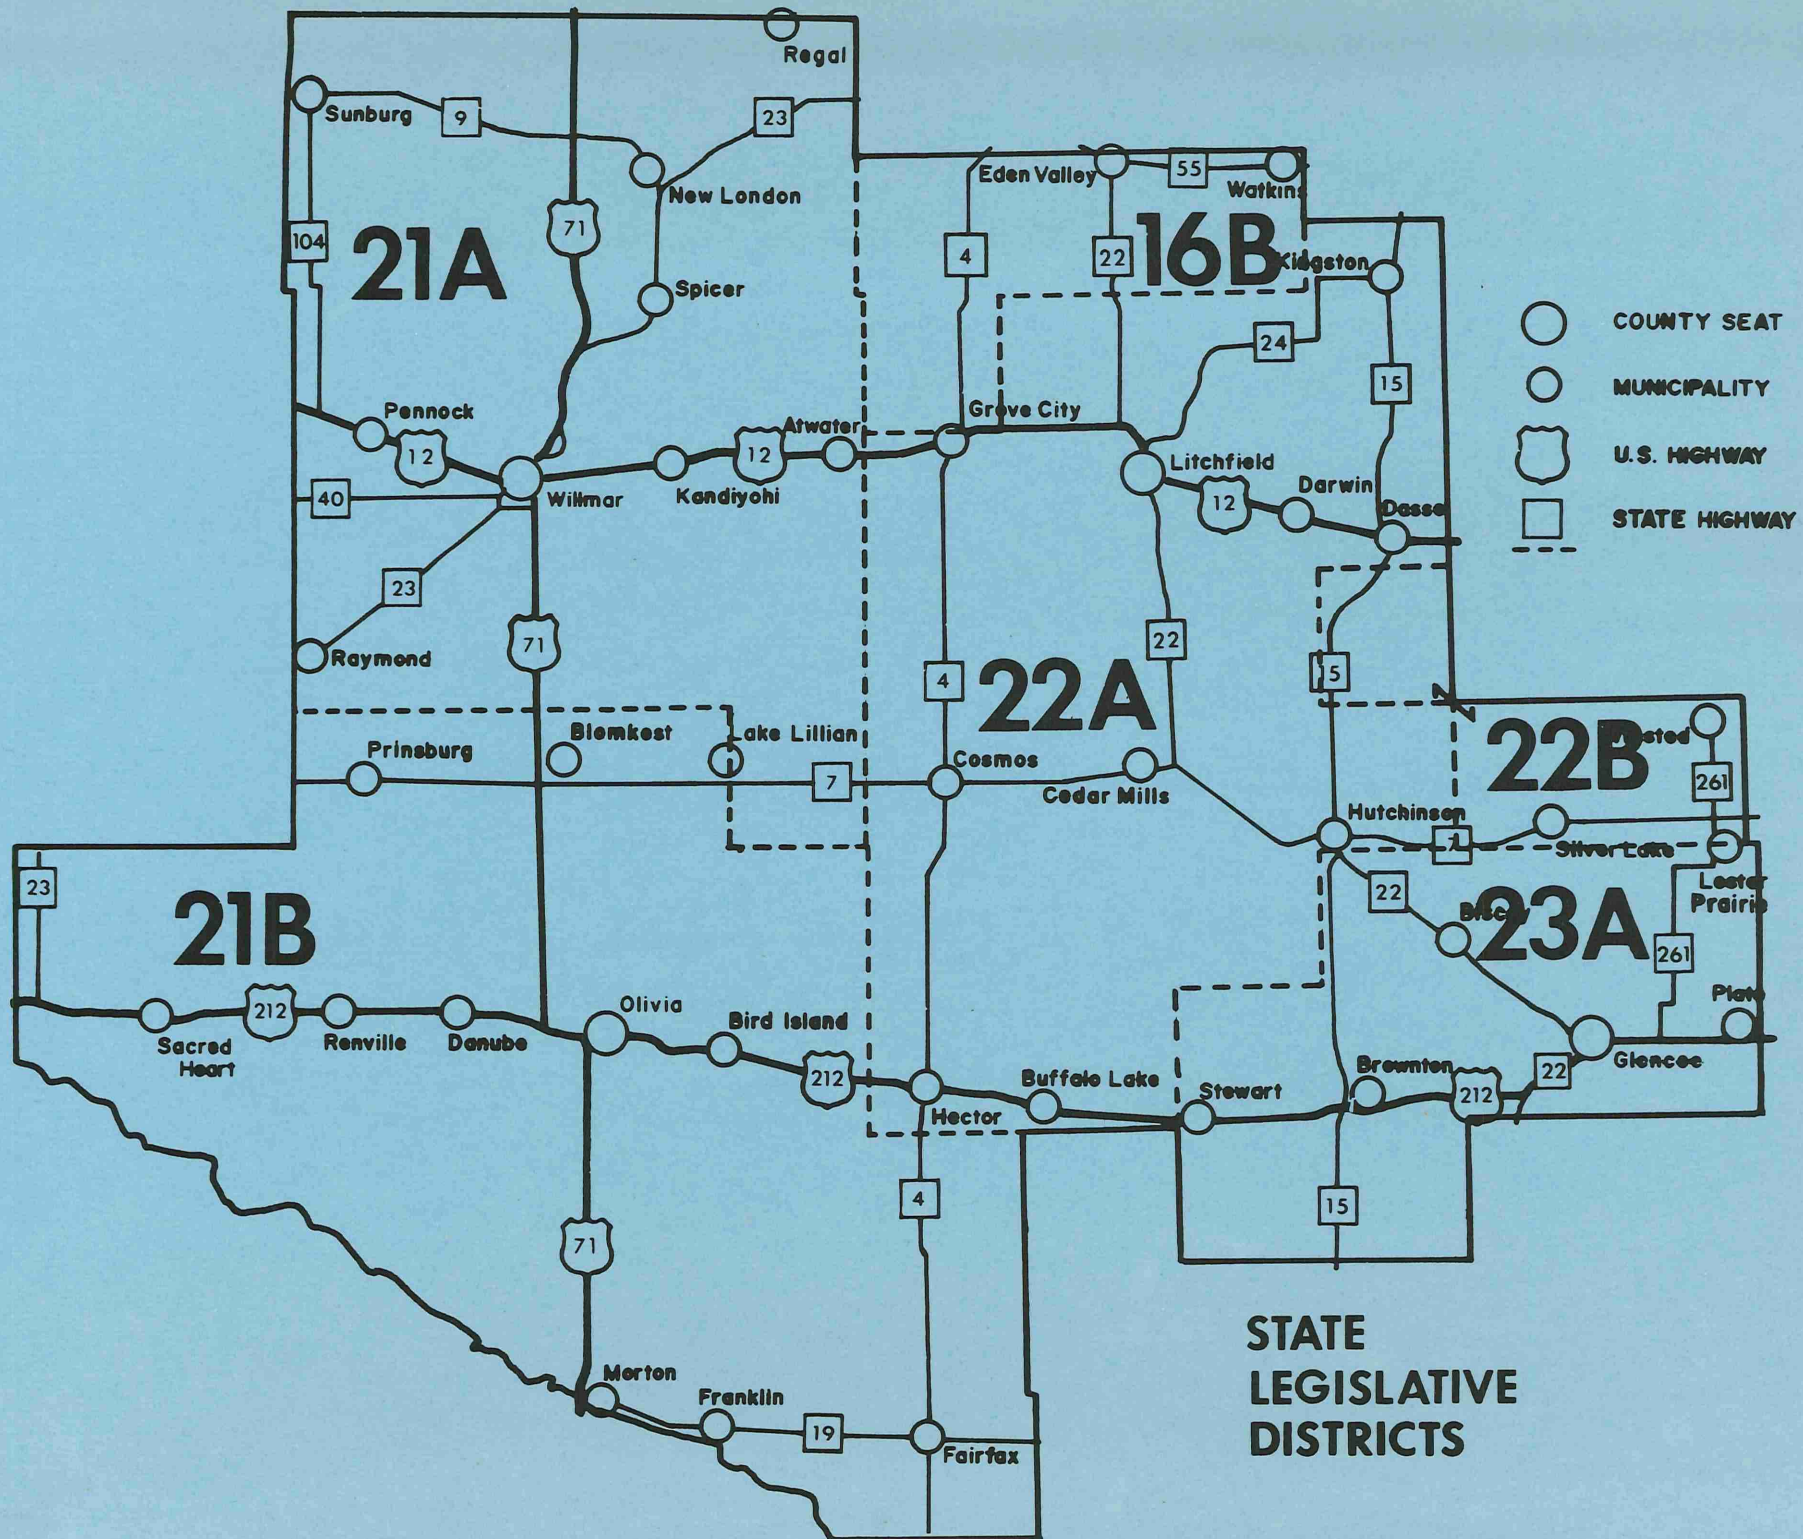 Regal
Sunburg
9
23
New London
71
104
21A
Spicer
Eden Valley
55
Watkins
4
22
16B
Kingston
24
15
Pennock
12
Willmar
Kandiyohi
12
Atwater
Grove City
Litchfield
12
Darwin
Dassel
40
23
Raymond
71
4
22A
22
15
Prinsburg
Blomkest
Lake Lillian
7
Cosmos
Cedar Mills
Hutchinson
7
22B
261
Silver Lake
Lester
Prairie
23
21B
22
23A
261
Sacred
Heart
212
Renville
Danube
Olivia
Bird Island
212
Hector
Buffalo Lake
Stewart
Brownton
212
22
Glencoe
Plato
4
15
71
Morton
Franklin
19
Fairfax
COUNTY SEAT
MUNICIPALITY
U.S. HIGHWAY
STATE HIGHWAY
STATE
LEGISLATIVE
DISTRICTS